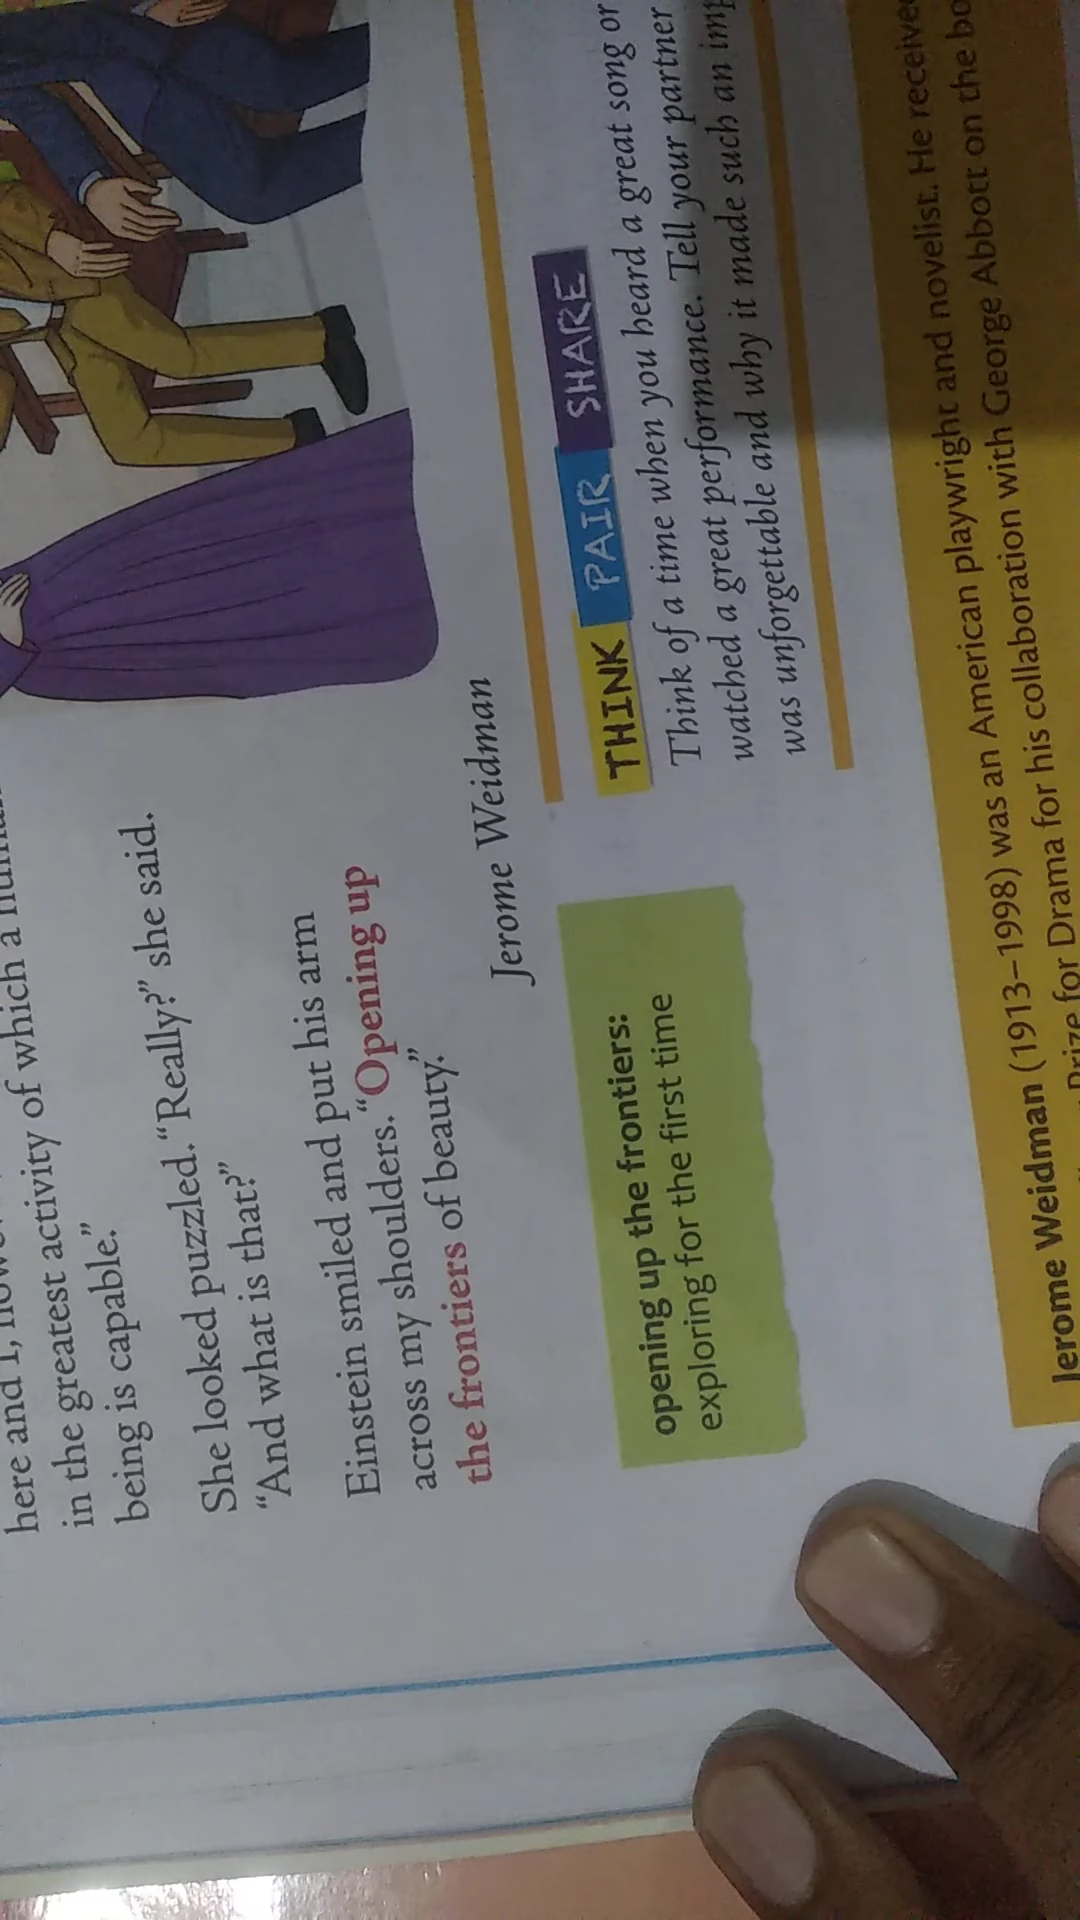 here and I,
in the greatest activity of which a
being is capable.”
She looked puzzled. “Really?” she said.
“And what is that?”
Einstein smiled and put his arm
across my shoulders. “Opening up
the frontiers of beauty.”
Jerome Weidman
opening up the frontiers:
exploring for the first time
THINK PAIR SHARE
Think of a time when you heard a great song or
watched a great performance. Tell your partner
was unforgettable and why it made such an
Jerome Weidman (1913–1998) was an American playwright and novelist. He
Prize for Drama for his collaboration with George Abbott on the